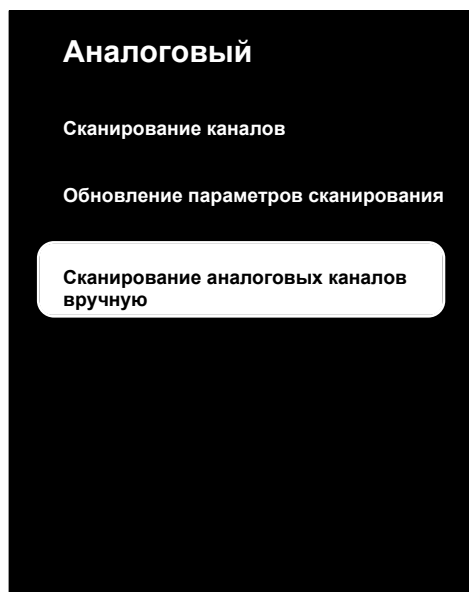 Аналоговый
Сканирование каналов
Обновление параметров сканирования
Сканирование аналоговых каналов
вручную